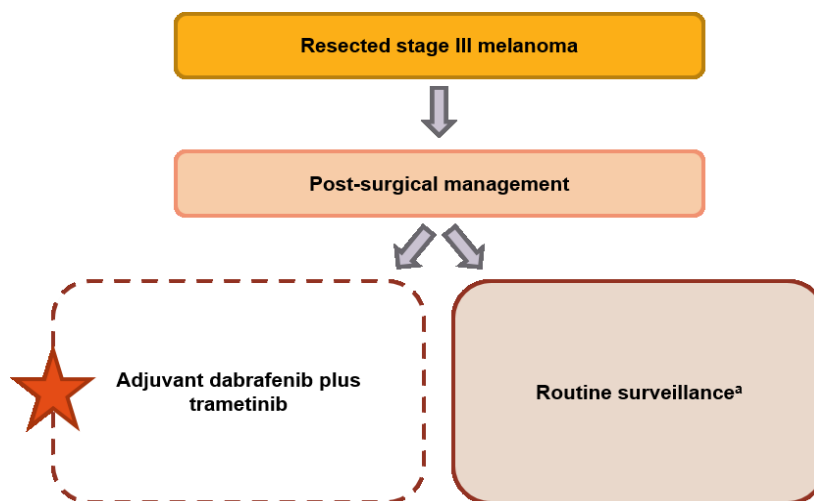 Resected stage III melanoma
Post-surgical management
Adjuvant dabrafenib plus
trametinib
Routine surveillanceᵃ